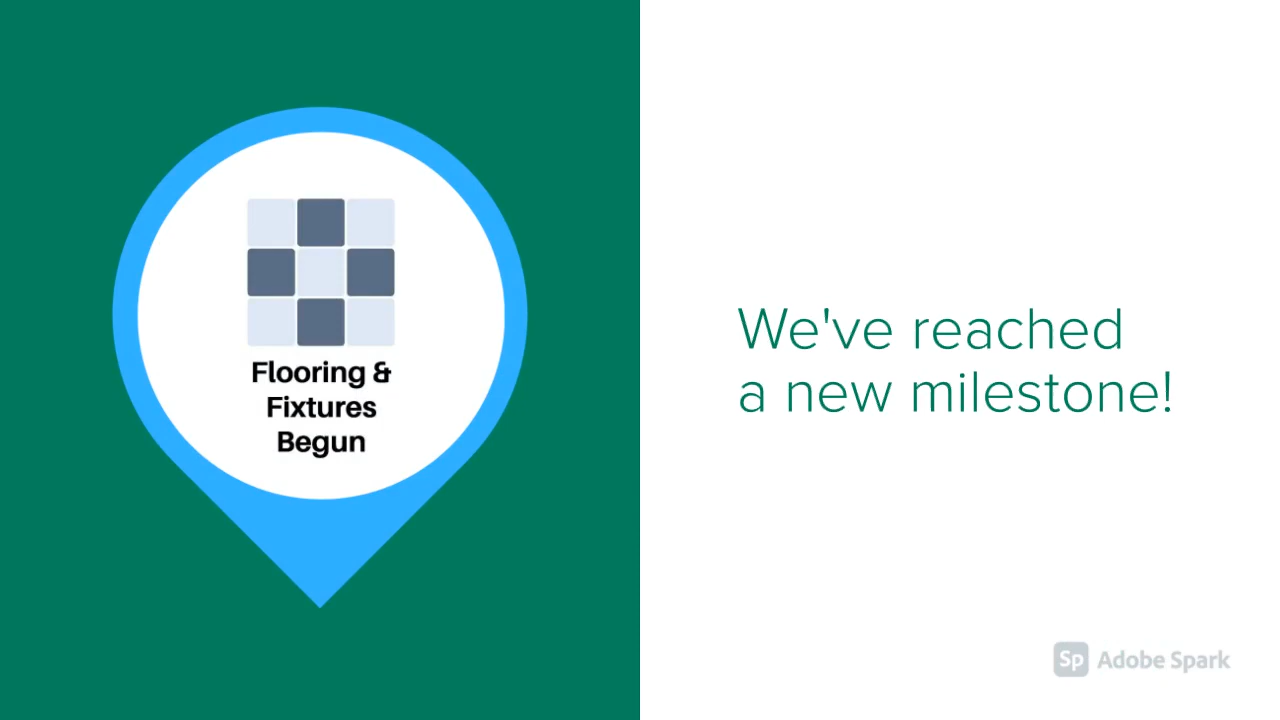 Flooring &
Fixtures
Begun
We've reached
a new milestone!
Sp Adobe Spark